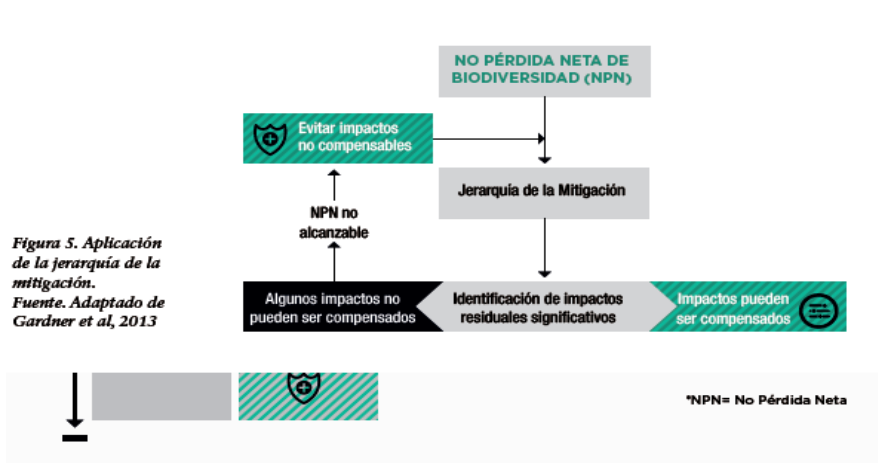 NO PÉRDIDA NETA DE
BIODIVERSIDAD (NPN)
Evitar impactos
no compensables
Jerarquía de la Mitigación
NPN no
alcanzable
Figura 5. Aplicación
de la jerarquía de la
mitigación.
Fuente. Adaptado de
Gardner et al, 2013
Algunos impactos no
pueden ser compensados
Identificación de impactos
residuales significativos
Impactos pueden
ser compensados
*NPN= No Pérdida Neta